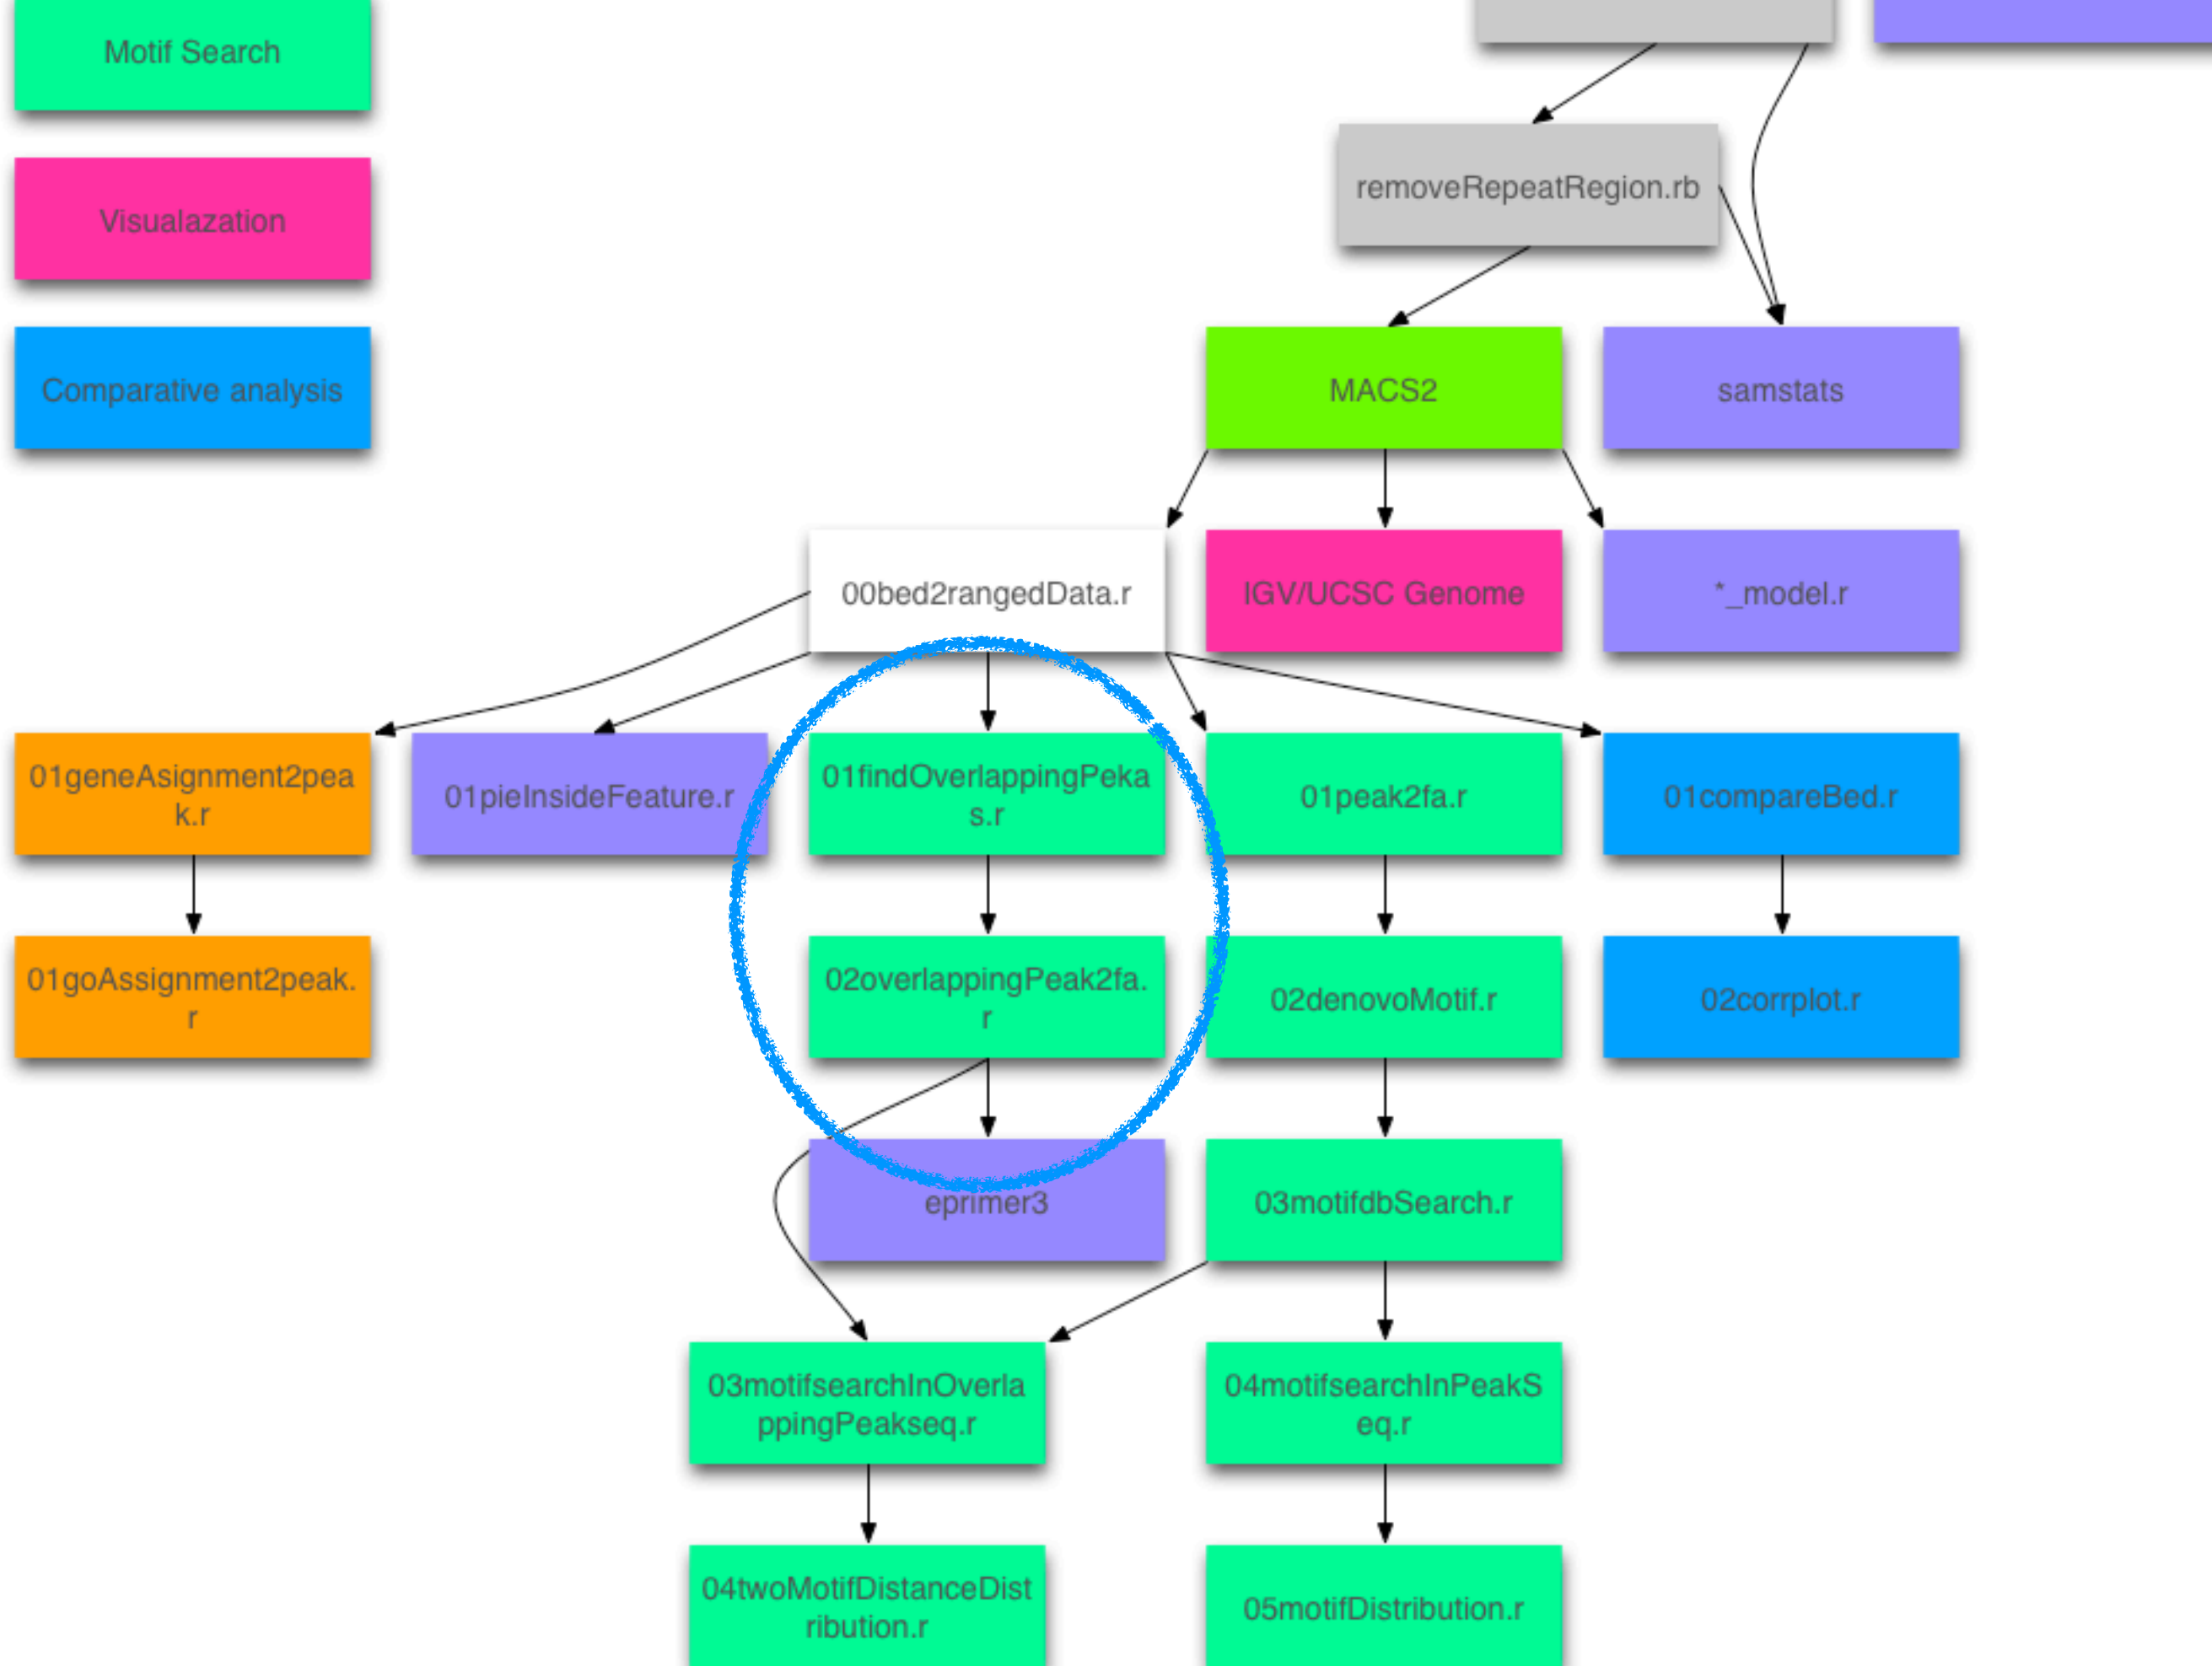 Motif Search
removeRepeatRegion.rb
Visualazation
Comparative analysis
MACS2
samstats
00bed2rangedData.r
IGV/UCSC Genome
*_model.r
01geneAsignment2pea
k.r
01pieInsideFeature.r
01findOverlappingPeka
s.r
01peak2fa.r
01compareBed.r
01goAssignment2peak.
r
02overlappingPeak2fa.
r
02denovoMotif.r
02corrplot.r
eprimer3
03motifdbSearch.r
03motifsearchInOverla
ppingPeakseq.r
04motifsearchInPeakS
eq.r
04twoMotifDistanceDist
ribution.r
05motifDistribution.r